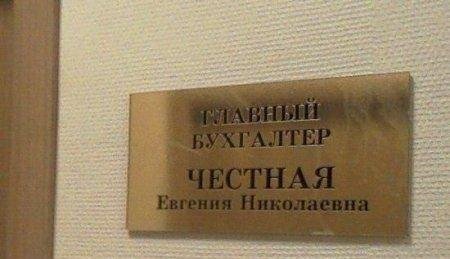 ГЛАВНЫЙ
БУХГАЛТЕР
ЧЕСТНАЯ
Евгения Николаевна